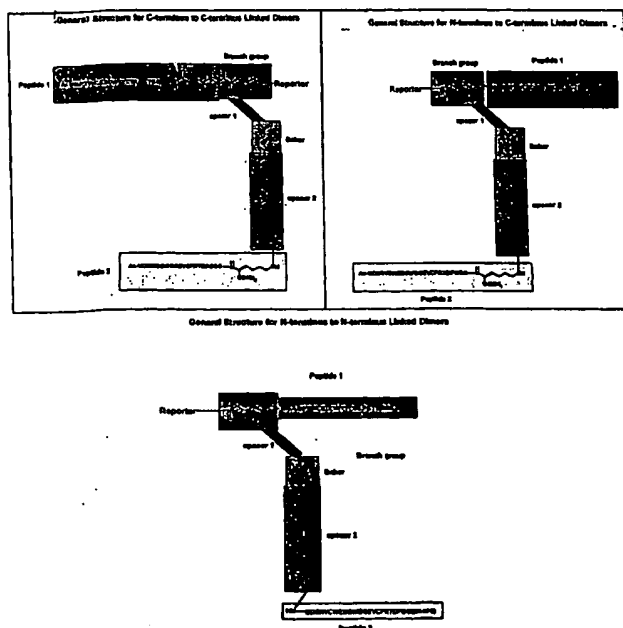 General Structure for C-terminus to C-terminus Linked Dimers
Branch group
Peptide 1
Reporter
spacer 1
linker
spacer 2
Peptide 2
General Structure for N-terminus to C-terminus Linked Dimers
Branch group
Peptide 1
Reporter
spacer 1
linker
spacer 2
Peptide 2
General Structure for N-terminus to N-terminus Linked Dimers
Peptide 1
Reporter
spacer 1
Branch group
linker
spacer 2
Peptide 2